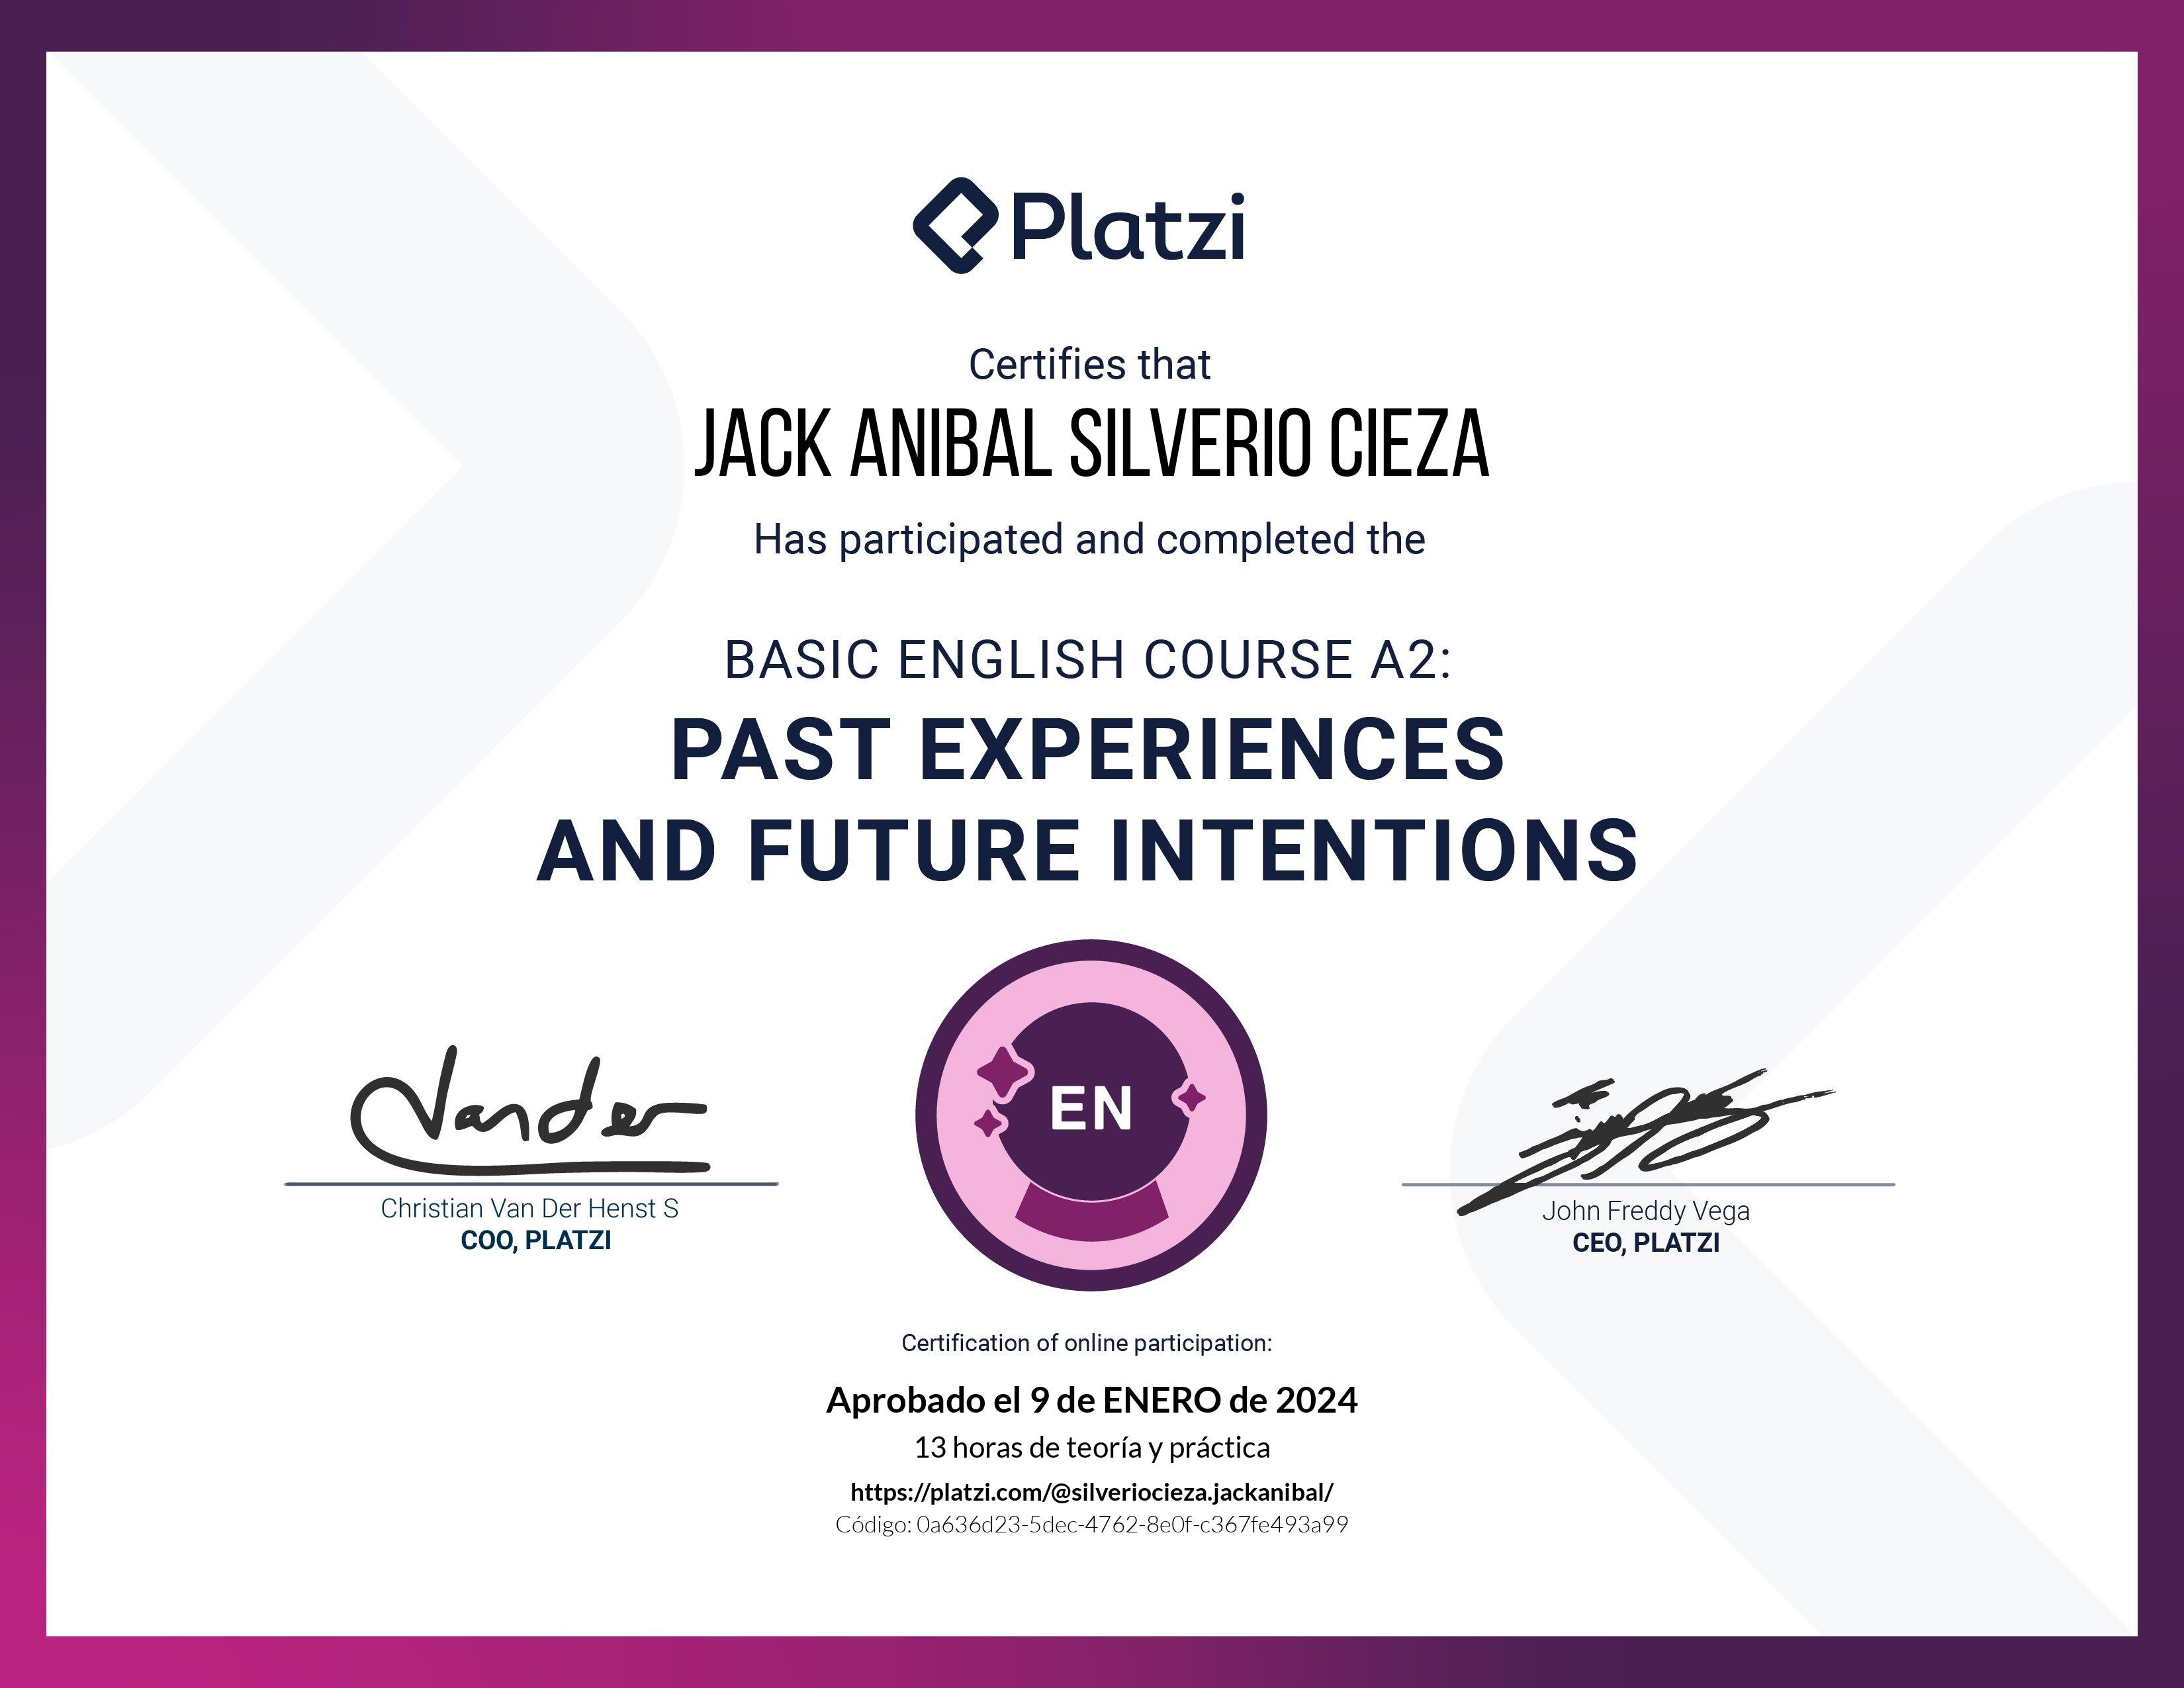 Platzi
Certifies that
JACK ANIBAL SILVERIO CIEZA
Has participated and completed the
BASIC ENGLISH COURSE A2:
PAST EXPERIENCES
AND FUTURE INTENTIONS
EN
Vander
Christian Van Der Henst S
COO, PLATZI
John Freddy Vega
CEO, PLATZI
Certification of online participation:
Aprobado el 9 de ENERO de 2024
13 horas de teoría y práctica
https://platzi.com/@silveriocieza.jackanibal/
Código: 0a636d23-5dec-4762-8e0f-c367fe493a99